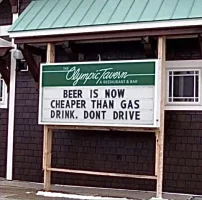 THE
Olympic Tavern
& RESTAURANT & BAR
BEER IS NOW
CHEAPER THAN GAS
DRINK. DONT DRIVE